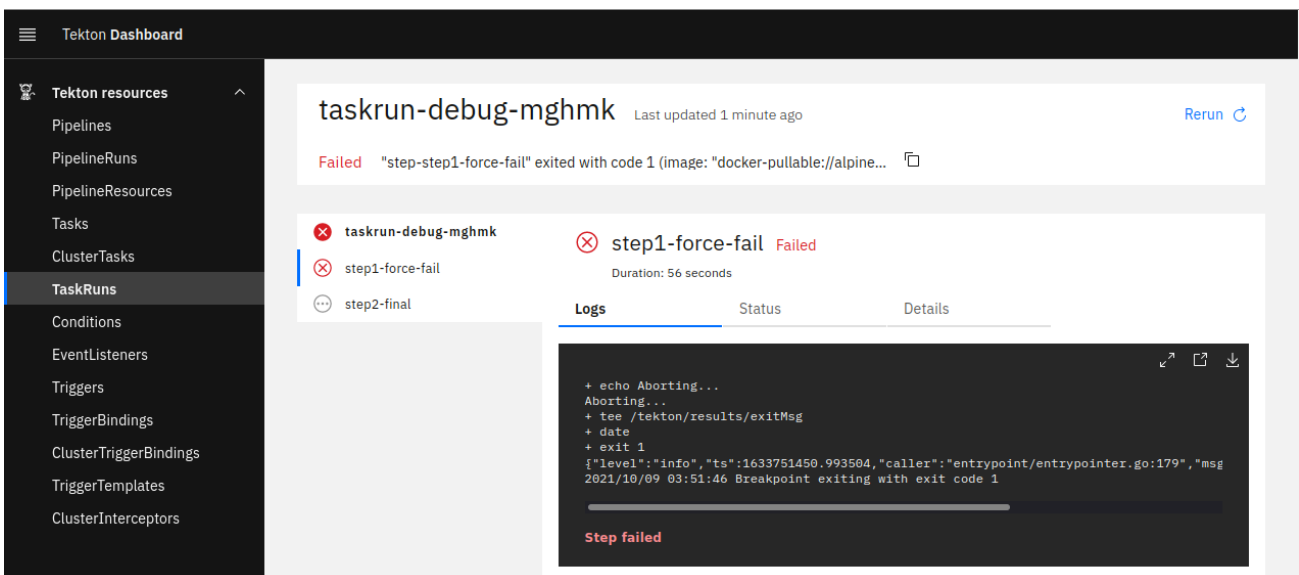 Tekton Dashboard
Tekton resources
Pipelines
PipelineRuns
PipelineResources
Tasks
ClusterTasks
TaskRuns
Conditions
EventListeners
Triggers
TriggerBindings
ClusterTriggerBindings
TriggerTemplates
ClusterInterceptors
taskrun-debug-mghmk Last updated 1 minute ago
Rerun
Failed "step-step1-force-fail" exited with code 1 (image: "docker-pullable://alpine...
taskrun-debug-mghmk
step1-force-fail
step2-final
step1-force-fail Failed
Duration: 56 seconds
Logs Status Details
+ echo Aborting...
Aborting...
+ tee /tekton/results/exitMsg
+ date
+ exit 1
{"level":"info","ts":1633751450.993504,"caller":"entrypoint/entrypointer.go:179","msg
2021/10/09 03:51:46 Breakpoint exiting with exit code 1
Step failed